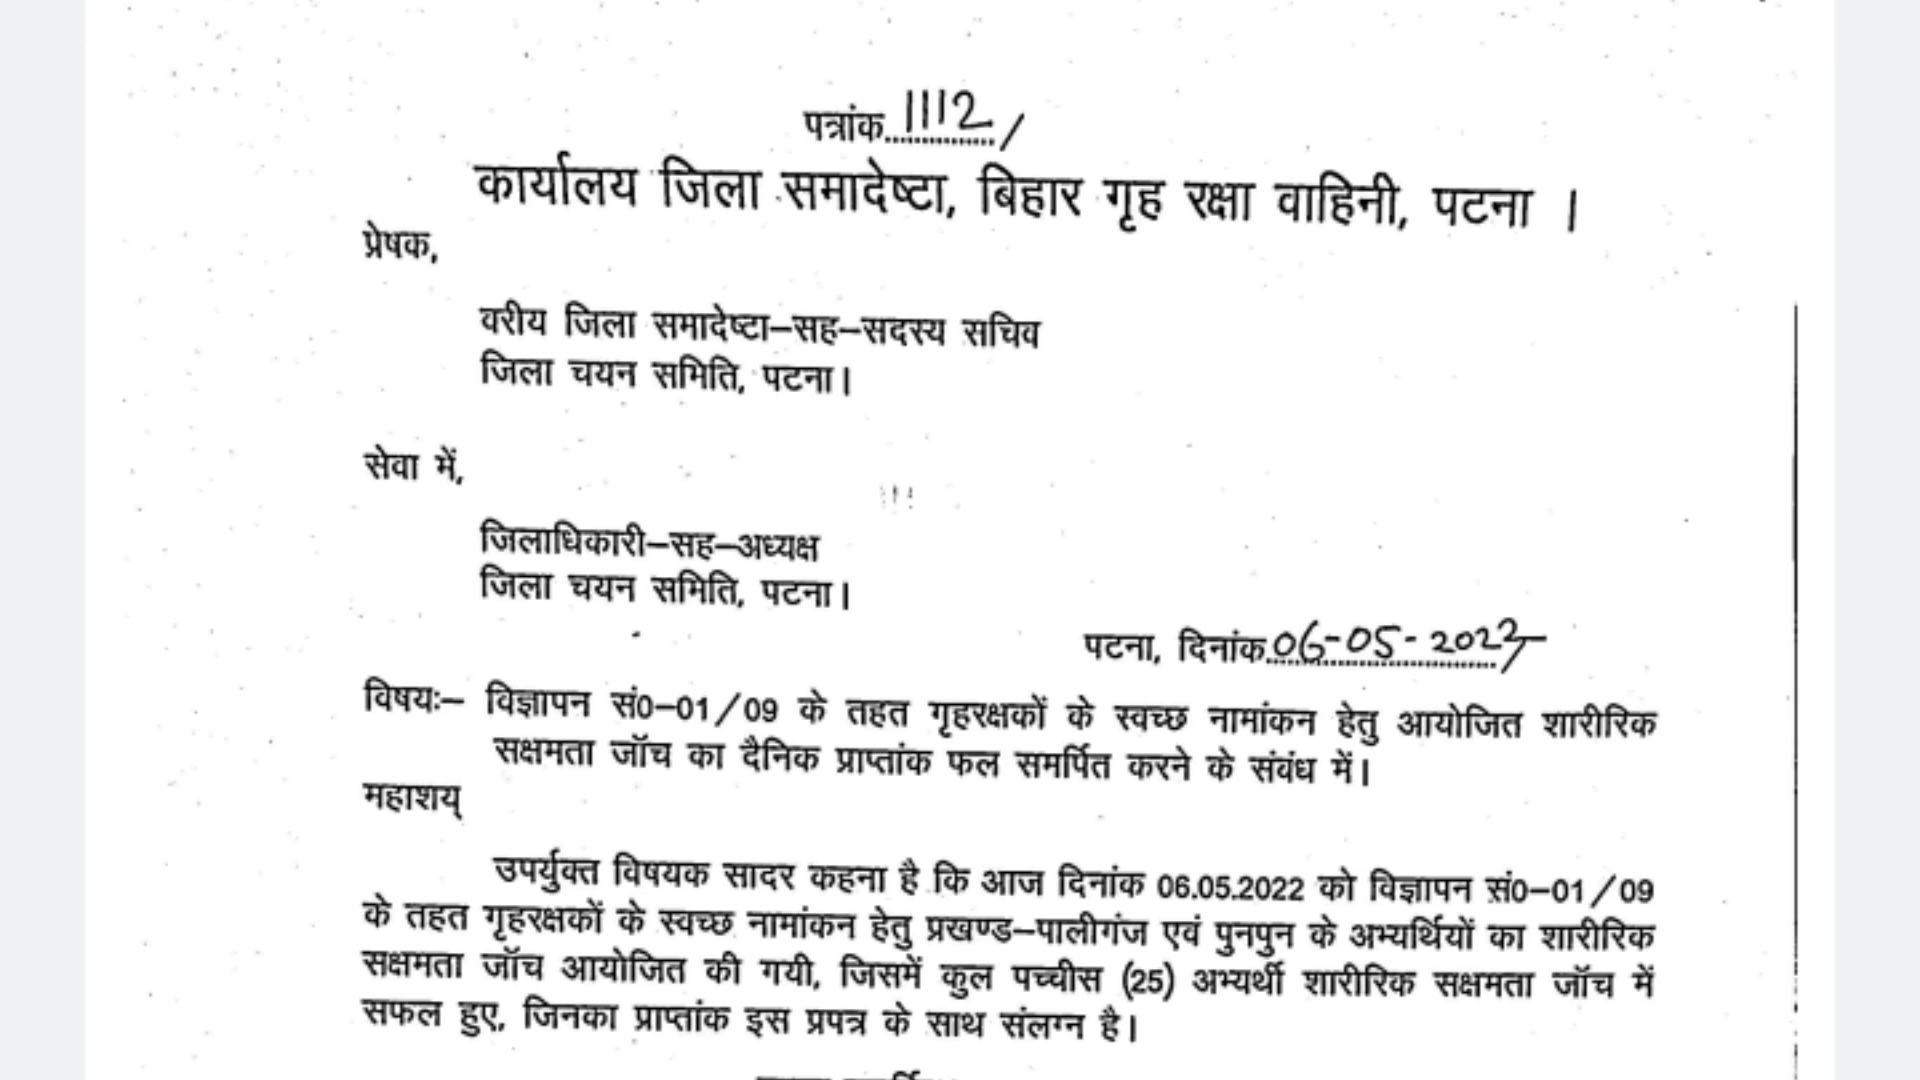 पत्रांक..1112../
कार्यालय जिला समादेष्टा, बिहार गृह रक्षा वाहिनी, पटना ।
प्रेषक,
वरीय जिला समादेष्टा–सह–सदस्य सचिव
जिला चयन समिति, पटना।
सेवा में,
जिलाधिकारी–सह–अध्यक्ष
जिला चयन समिति, पटना।
पटना, दिनांक..06-05-2022
विषयः– विज्ञापन सं0–01/09 के तहत गृहरक्षकों के स्वच्छ नामांकन हेतु आयोजित शारीरिक
सक्षमता जॉच का दैनिक प्राप्तांक फल समर्पित करने के संबंध में।
महाशय्
उपर्युक्त विषयक सादर कहना है कि आज दिनांक 06.05.2022 को विज्ञापन सं0–01/09
के तहत गृहरक्षकों के स्वच्छ नामांकन हेतु प्रखण्ड–पालीगंज एवं पुनपुन के अभ्यर्थियों का शारीरिक
सक्षमता जॉच आयोजित की गयी, जिसमें कुल पच्चीस (25) अभ्यर्थी शारीरिक सक्षमता जॉच में
सफल हुए, जिनका प्राप्तांक इस प्रपत्र के साथ संलग्न है।